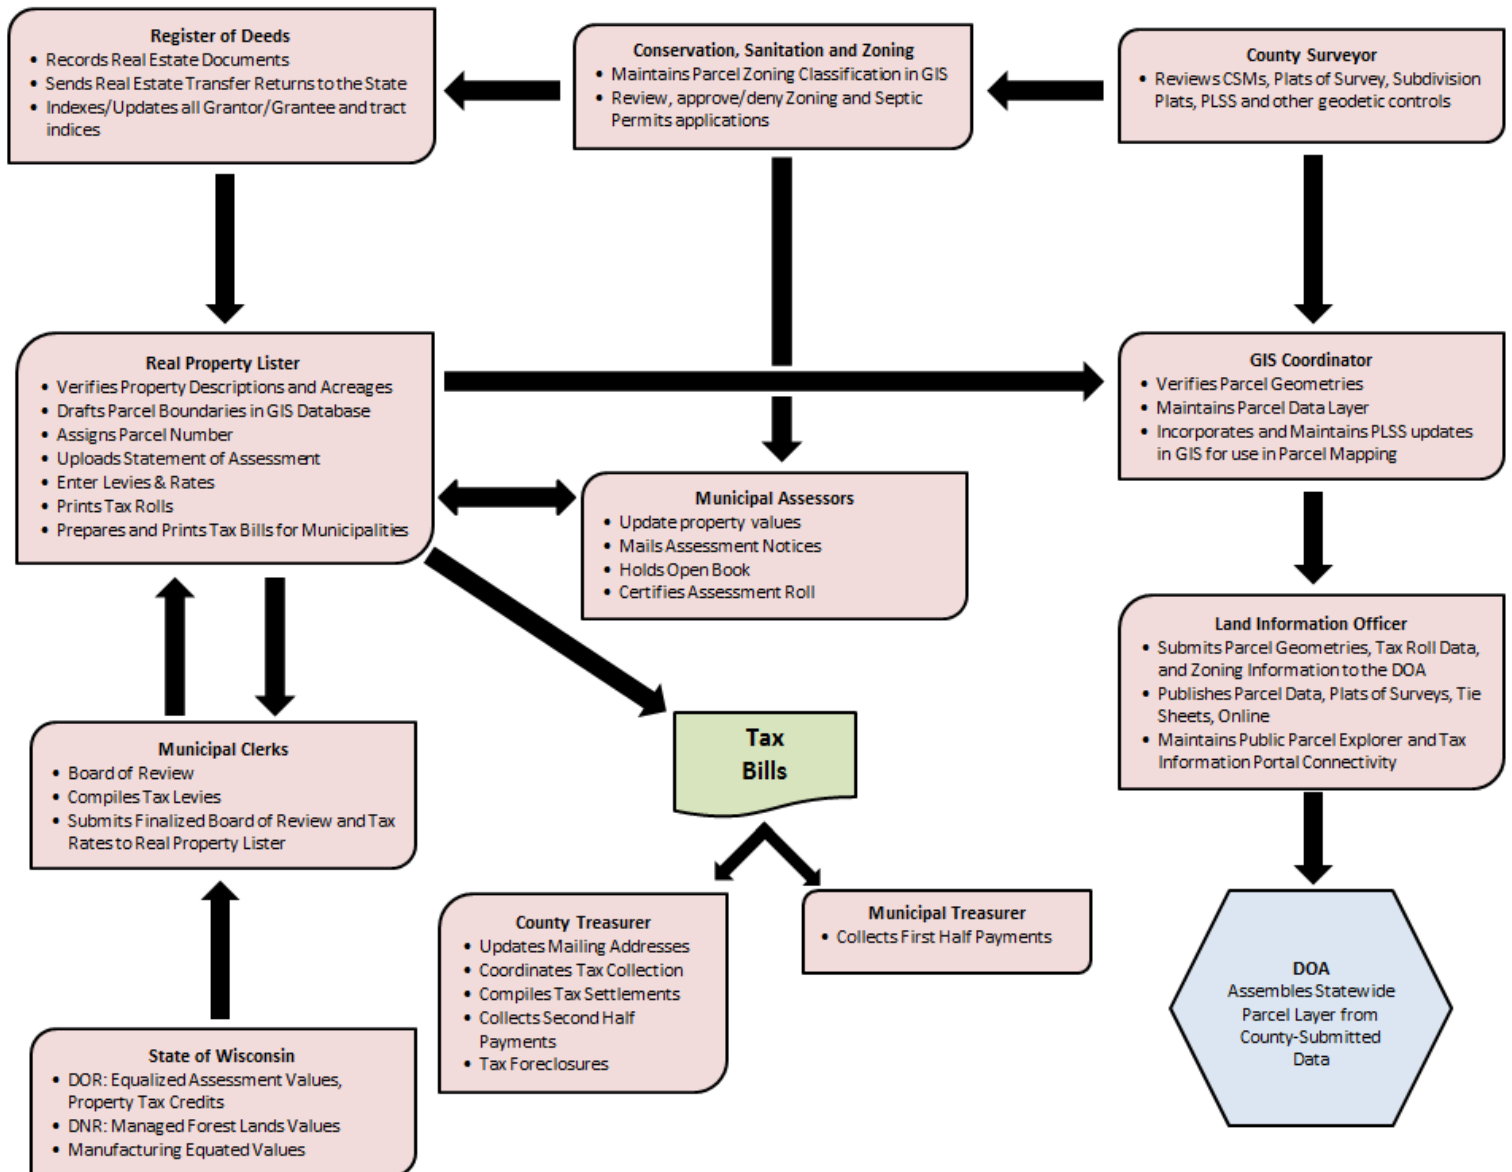 Register of Deeds
• Records Real Estate Documents
• Sends Real Estate Transfer Returns to the State
• Indexes/Updates all Grantor/Grantee and tract
indices
Conservation, Sanitation and Zoning
• Maintains Parcel Zoning Classification in GIS
• Review, approve/deny Zoning and Septic
Permits applications
County Surveyor
• Reviews CSMs, Plats of Survey, Subdivision
Plats, PLSS and other geodetic controls
Real Property Lister
• Verifies Property Descriptions and Acreages
• Drafts Parcel Boundaries in GIS Database
• Assigns Parcel Number
• Uploads Statement of Assessment
• Enter Levies & Rates
• Prints Tax Rolls
• Prepares and Prints Tax Bills for Municipalities
GIS Coordinator
• Verifies Parcel Geometries
• Maintains Parcel Data Layer
• Incorporates and Maintains PLSS updates
in GIS for use in Parcel Mapping
Municipal Assessors
• Update property values
• Mails Assessment Notices
• Holds Open Book
• Certifies Assessment Roll
Land Information Officer
• Submits Parcel Geometries, Tax Roll Data,
and Zoning Information to the DOA
• Publishes Parcel Data, Plats of Surveys, Tie
Sheets, Online
• Maintains Public Parcel Explorer and Tax
Information Portal Connectivity
Municipal Clerks
• Board of Review
• Compiles Tax Levies
• Submits Finalized Board of Review and Tax
Rates to Real Property Lister
Tax
Bills
County Treasurer
• Updates Mailing Addresses
• Coordinates Tax Collection
• Compiles Tax Settlements
• Collects Second Half
Payments
• Tax Foreclosures
Municipal Treasurer
• Collects First Half Payments
DOA
Assembles Statewide
Parcel Layer from
County-Submitted
Data
State of Wisconsin
• DOR: Equalized Assessment Values,
Property Tax Credits
• DNR: Managed Forest Lands Values
• Manufacturing Equated Values